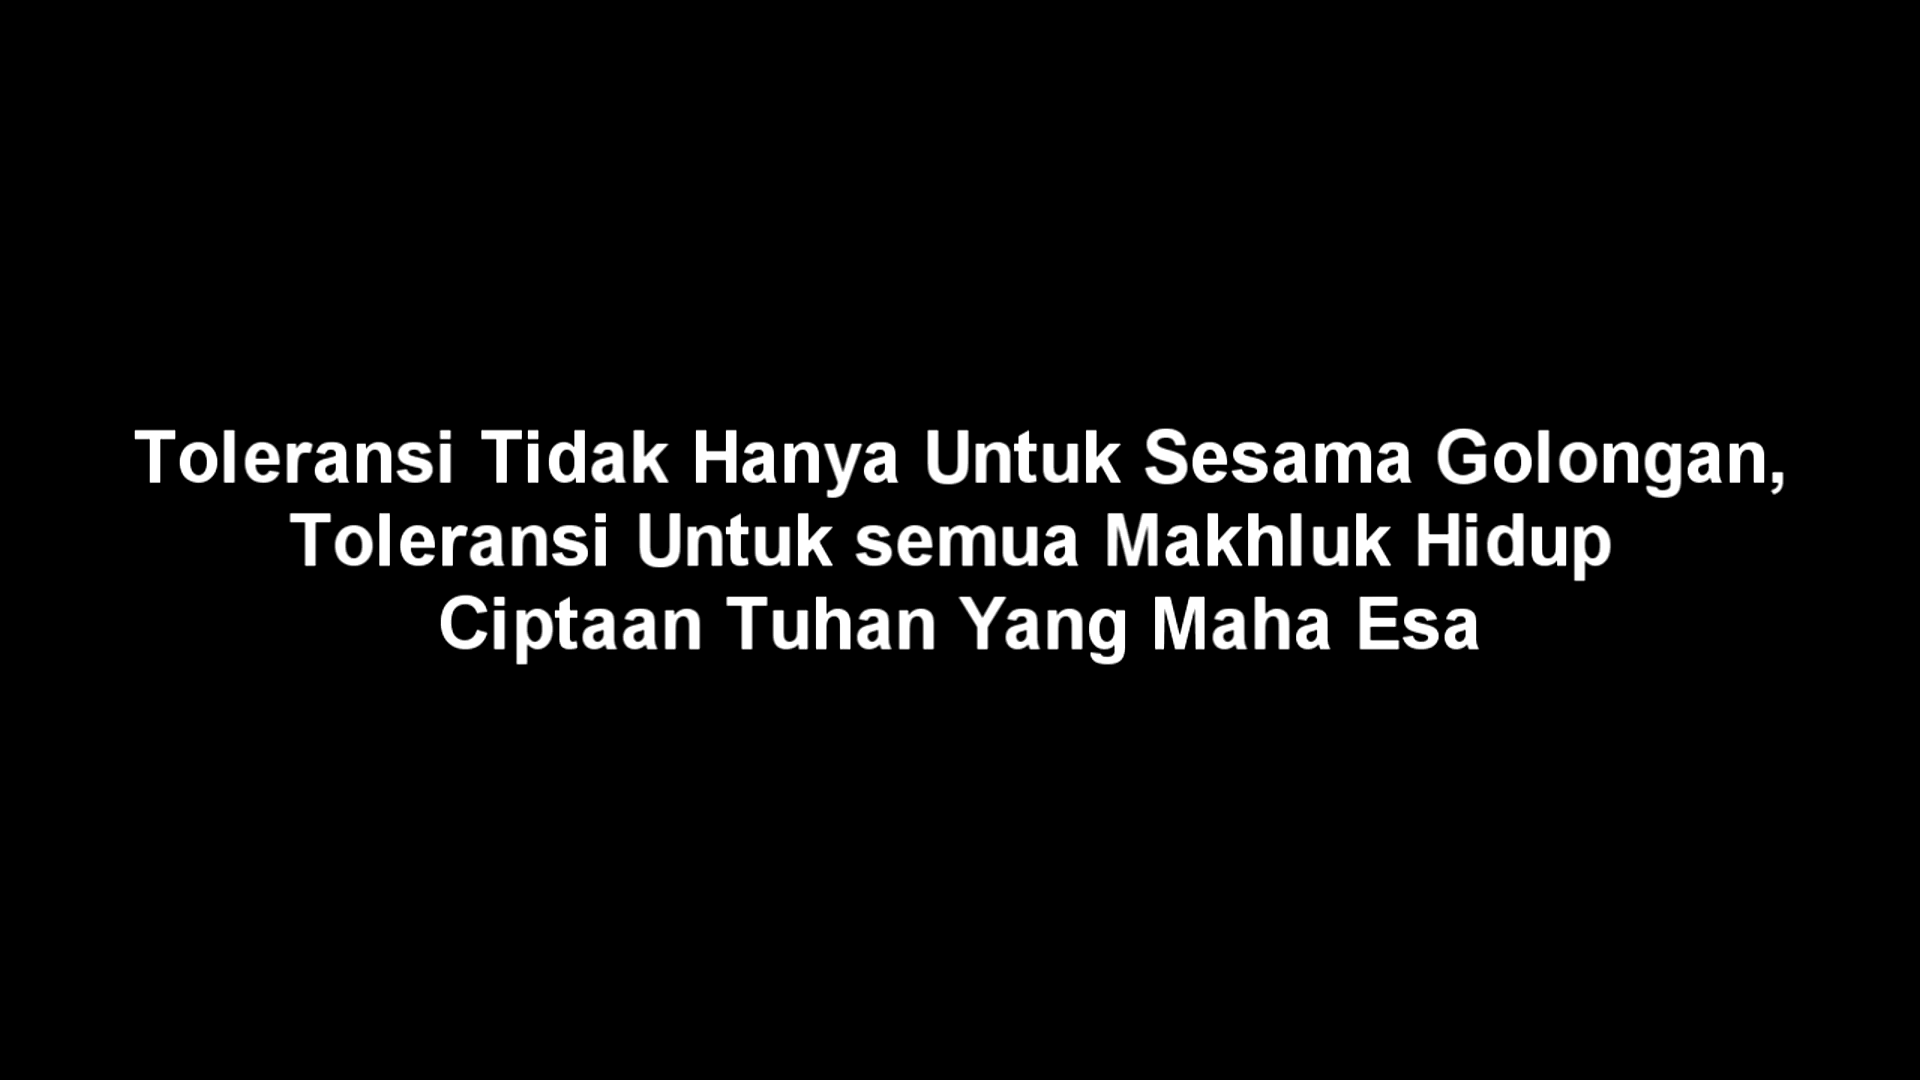 Toleransi Tidak Hanya Untuk Sesama Golongan,
Toleransi Untuk semua Makhluk Hidup
Ciptaan Tuhan Yang Maha Esa